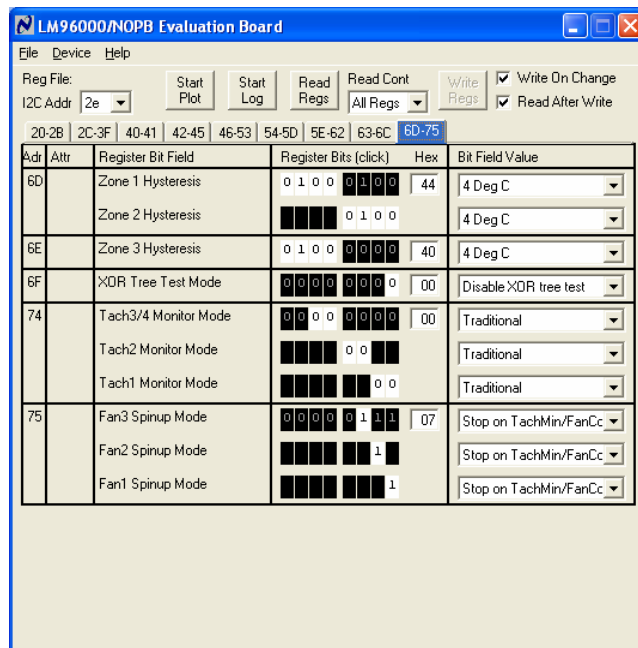 LM96000/NOPB Evaluation Board
File Device Help
Reg File:
I2C Addr 2e
Start Plot
Start Log
Read Regs
Read Cont
All Regs
Write Regs
Write On Change
Read After Write
20-2B 2C-3F 40-41 42-45 46-53 54-5D 5E-62 63-6C 6D-75
Adr Attr Register Bit Field Register Bits (click) Hex Bit Field Value
6D Zone 1 Hysteresis 0 1 0 0 0 1 0 0 44 4 Deg C
Zone 2 Hysteresis 0 1 0 0 4 Deg C
6E Zone 3 Hysteresis 0 1 0 0 0 0 0 0 40 4 Deg C
6F XOR Tree Test Mode 0 0 0 0 0 0 0 0 00 Disable XOR tree test
74 Tach3/4 Monitor Mode 0 0 0 0 0 0 0 0 00 Traditional
Tach2 Monitor Mode 0 0 Traditional
Tach1 Monitor Mode 0 0 Traditional
75 Fan3 Spinup Mode 0 0 0 0 0 1 1 1 07 Stop on TachMin/FanCc
Fan2 Spinup Mode 1 Stop on TachMin/FanCc
Fan1 Spinup Mode 1 Stop on TachMin/FanCc